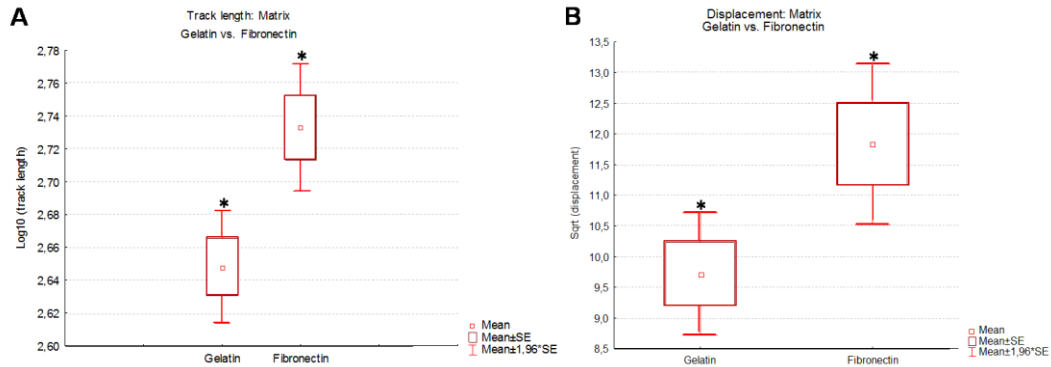 A
Track length: Matrix
Gelatin vs. Fibronectin
2,78
2,76
2,74
2,72
2,70
2,68
2,66
2,64
2,62
2,60
Log10 (track length)
*
*
Gelatin
Fibronectin
Mean
Mean±SE
Mean±1,96*SE
B
Displacement: Matrix
Gelatin vs. Fibronectin
13,5
13,0
12,5
12,0
11,5
11,0
10,5
10,0
9,5
9,0
8,5
Sqrt (displacement)
*
*
Gelatin
Fibronectin
Mean
Mean±SE
Mean±1,96*SE